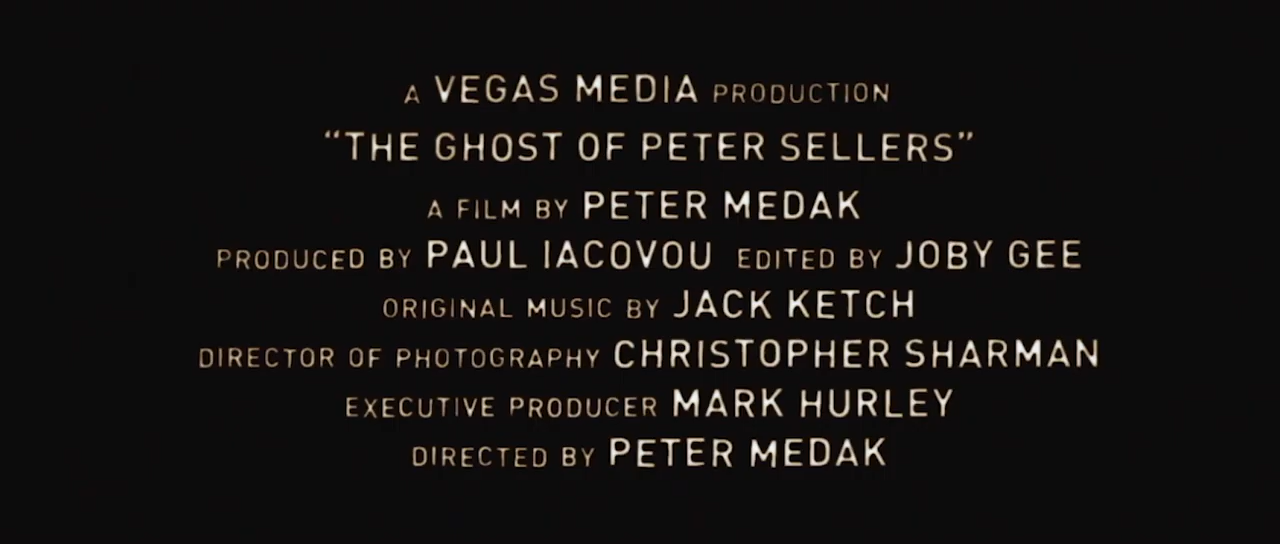 A VEGAS MEDIA PRODUCTION
“THE GHOST OF PETER SELLERS”
A FILM BY PETER MEDAK
PRODUCED BY PAUL IACOVOU EDITED BY JOBY GEE
ORIGINAL MUSIC BY JACK KETCH
DIRECTOR OF PHOTOGRAPHY CHRISTOPHER SHARMAN
EXECUTIVE PRODUCER MARK HURLEY
DIRECTED BY PETER MEDAK